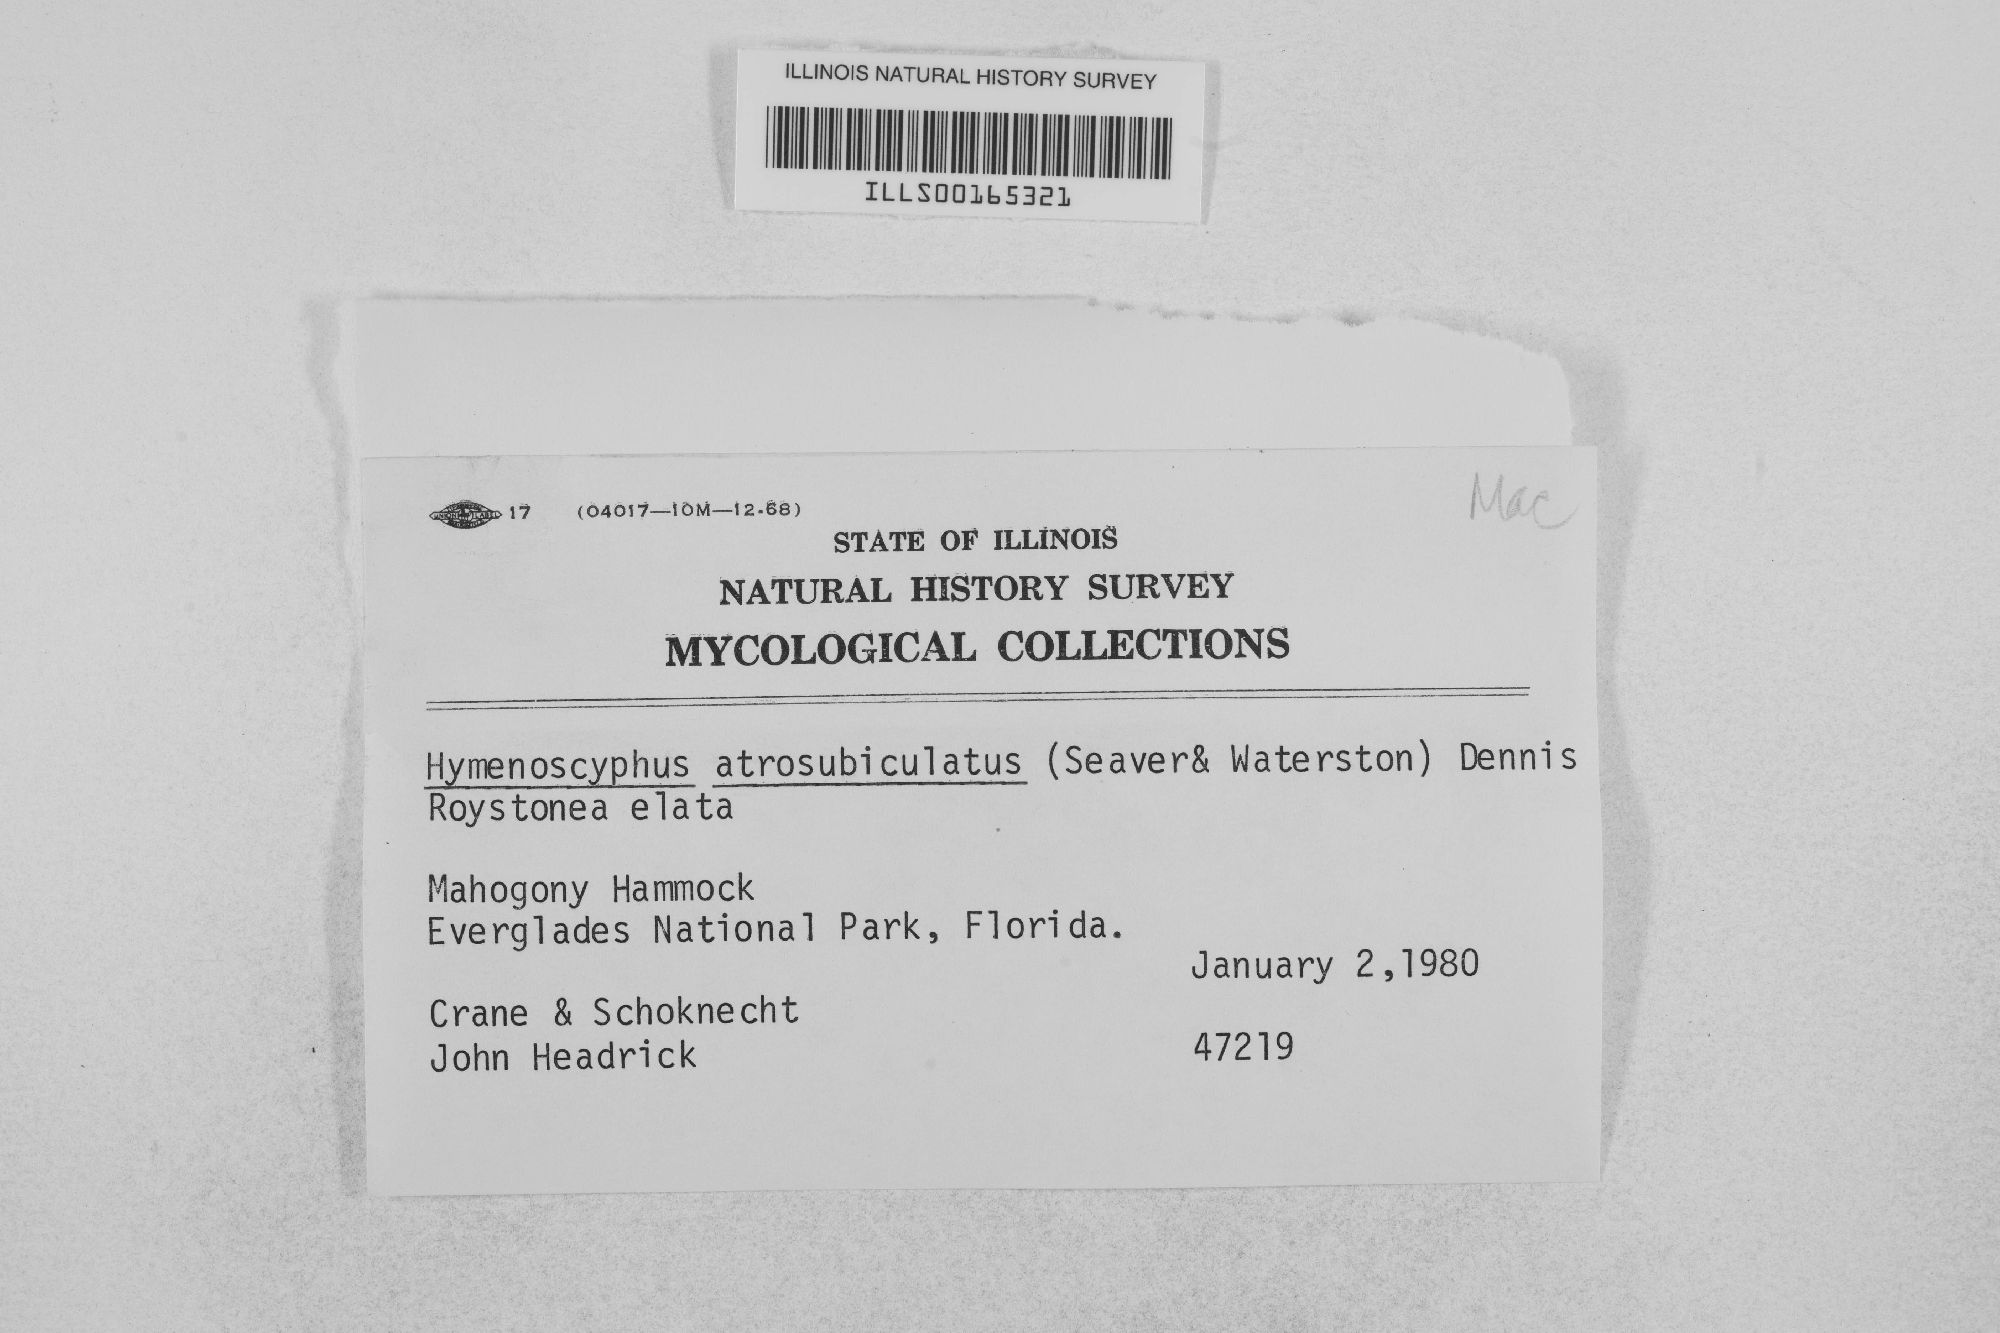 ILLINOIS NATURAL HISTORY SURVEY
ILLS00165321
Mac
17 (04017—10M—12-68)
STATE OF ILLINOIS
NATURAL HISTORY SURVEY
MYCOLOGICAL COLLECTIONS
Hymenoscyphus atrosubiculatus (Seaver& Waterston) Dennis
Roystonea elata
Mahogony Hammock
Everglades National Park, Florida.
January 2,1980
Crane & Schoknecht
John Headrick
47219